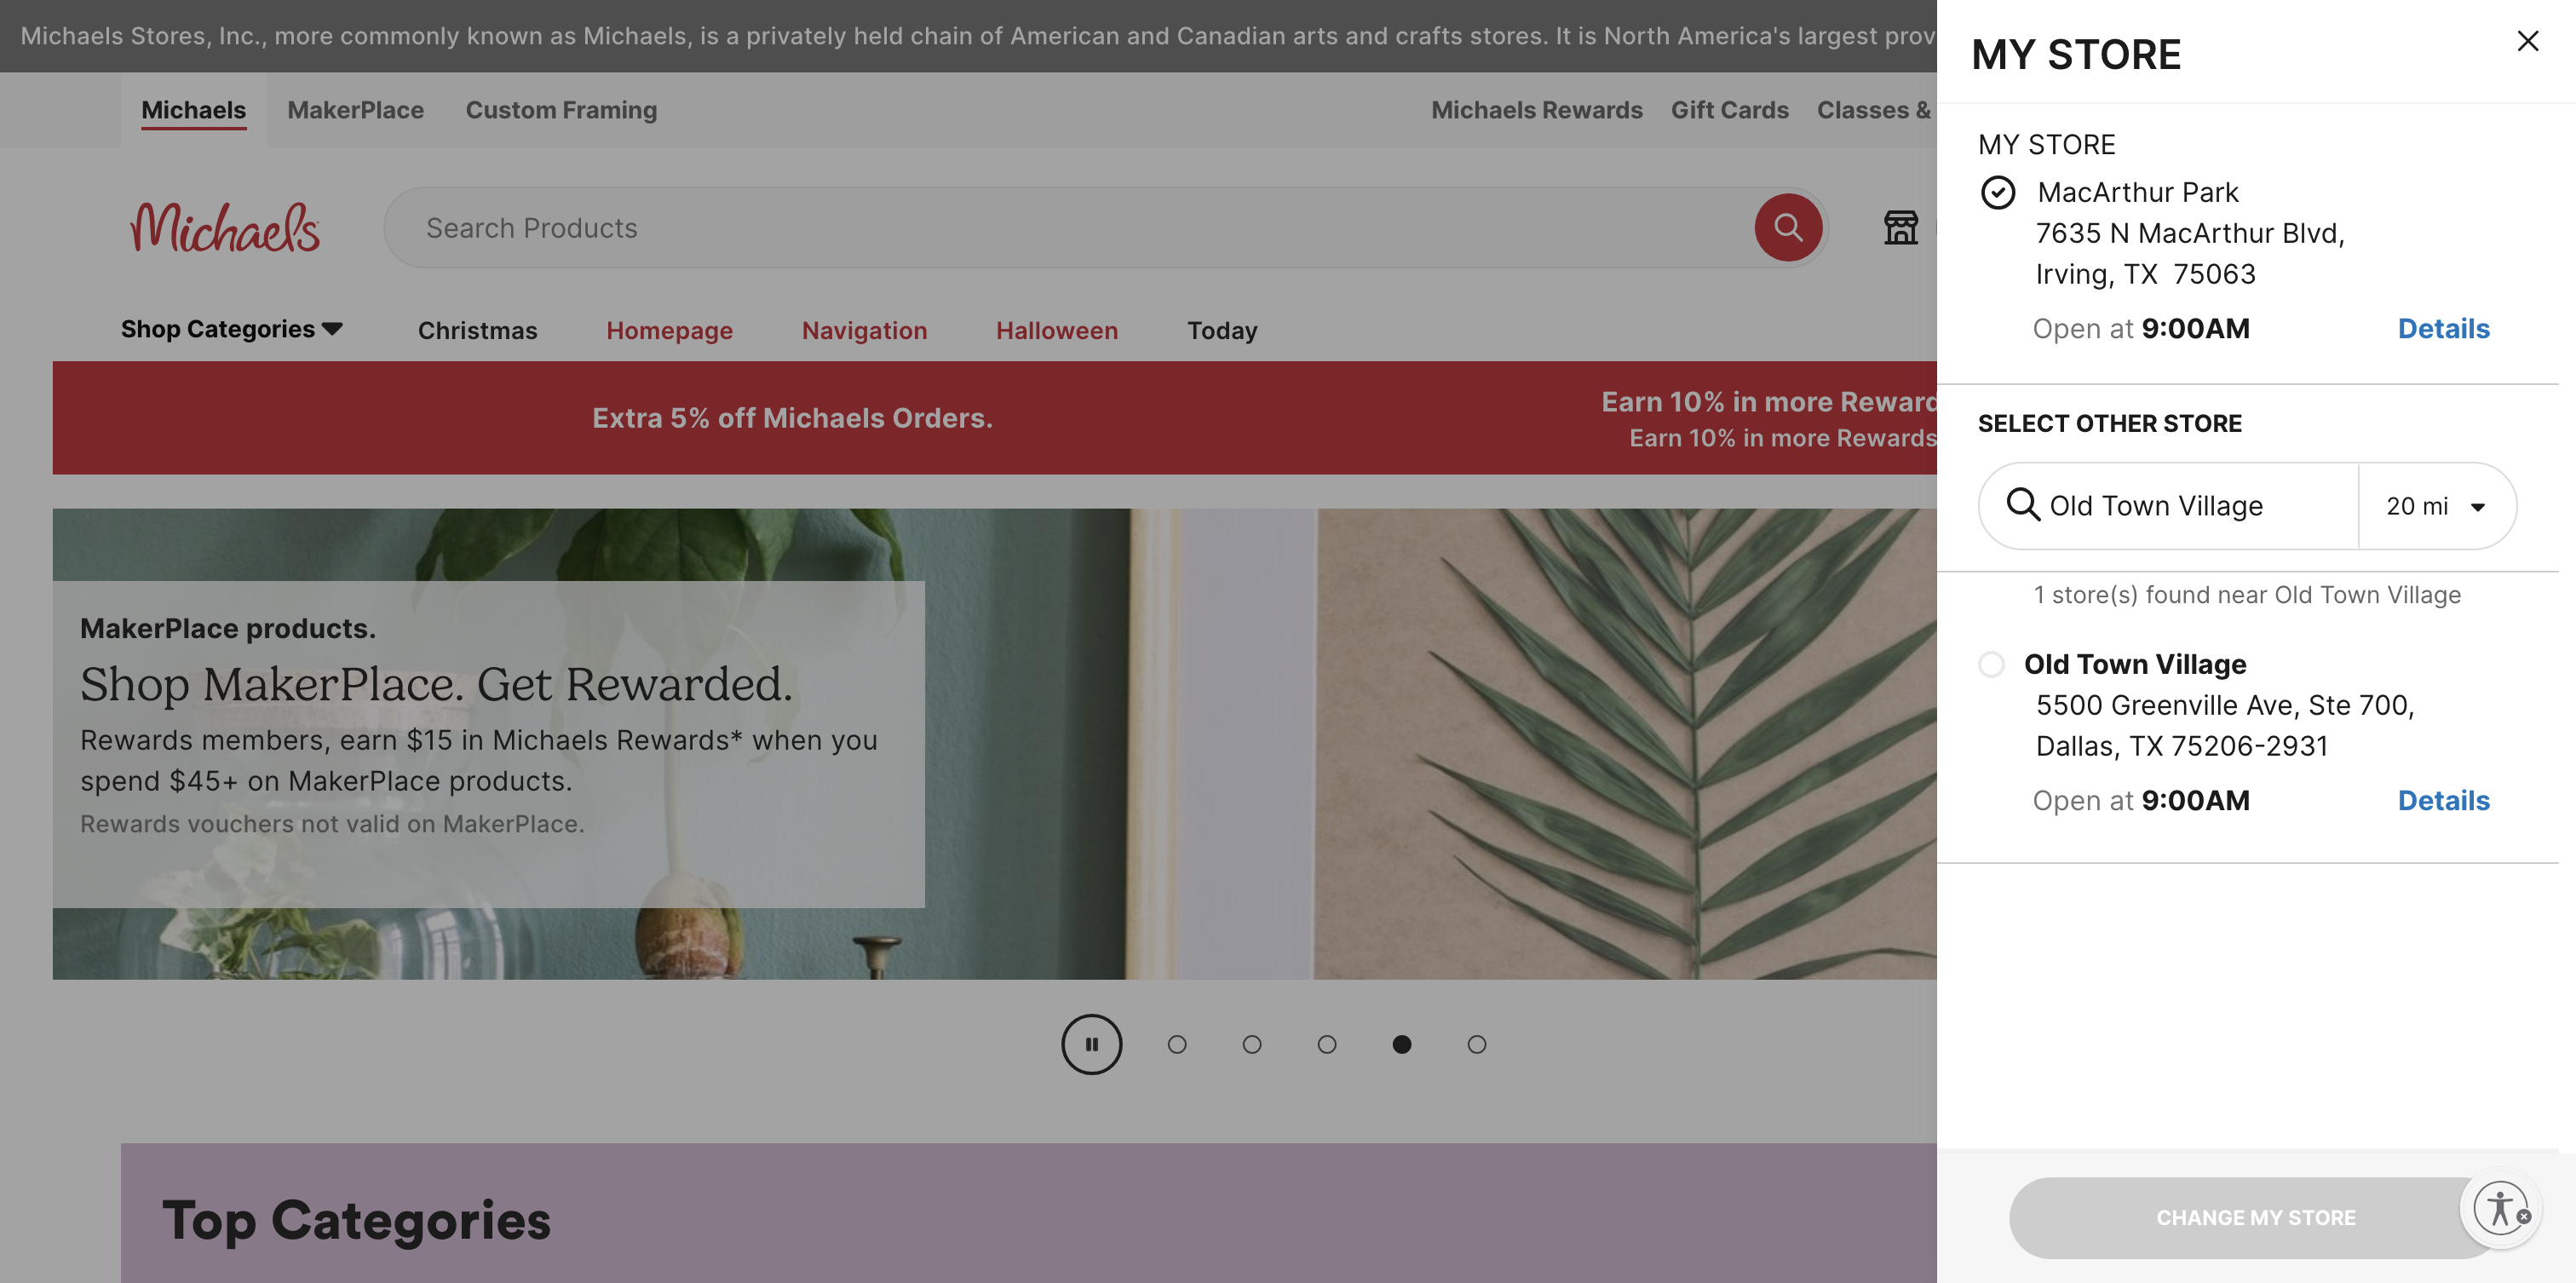 Michaels Stores, Inc., more commonly known as Michaels, is a privately held chain of American and Canadian arts and crafts stores. It is North America's largest prov
Michaels MakerPlace Custom Framing Michaels Rewards Gift Cards Classes &
Michaels Search Products
Shop Categories Christmas Homepage Navigation Halloween Today
Extra 5% off Michaels Orders.
Earn 10% in more Reward
Earn 10% in more Rewards
MakerPlace products.
Shop MakerPlace. Get Rewarded.
Rewards members, earn $15 in Michaels Rewards* when you
spend $45+ on MakerPlace products.
Rewards vouchers not valid on MakerPlace.
Top Categories
MY STORE
MY STORE
MacArthur Park
7635 N MacArthur Blvd,
Irving, TX 75063
Open at 9:00AM Details
SELECT OTHER STORE
Old Town Village 20 mi
1 store(s) found near Old Town Village
Old Town Village
5500 Greenville Ave, Ste 700,
Dallas, TX 75206-2931
Open at 9:00AM Details
CHANGE MY STORE